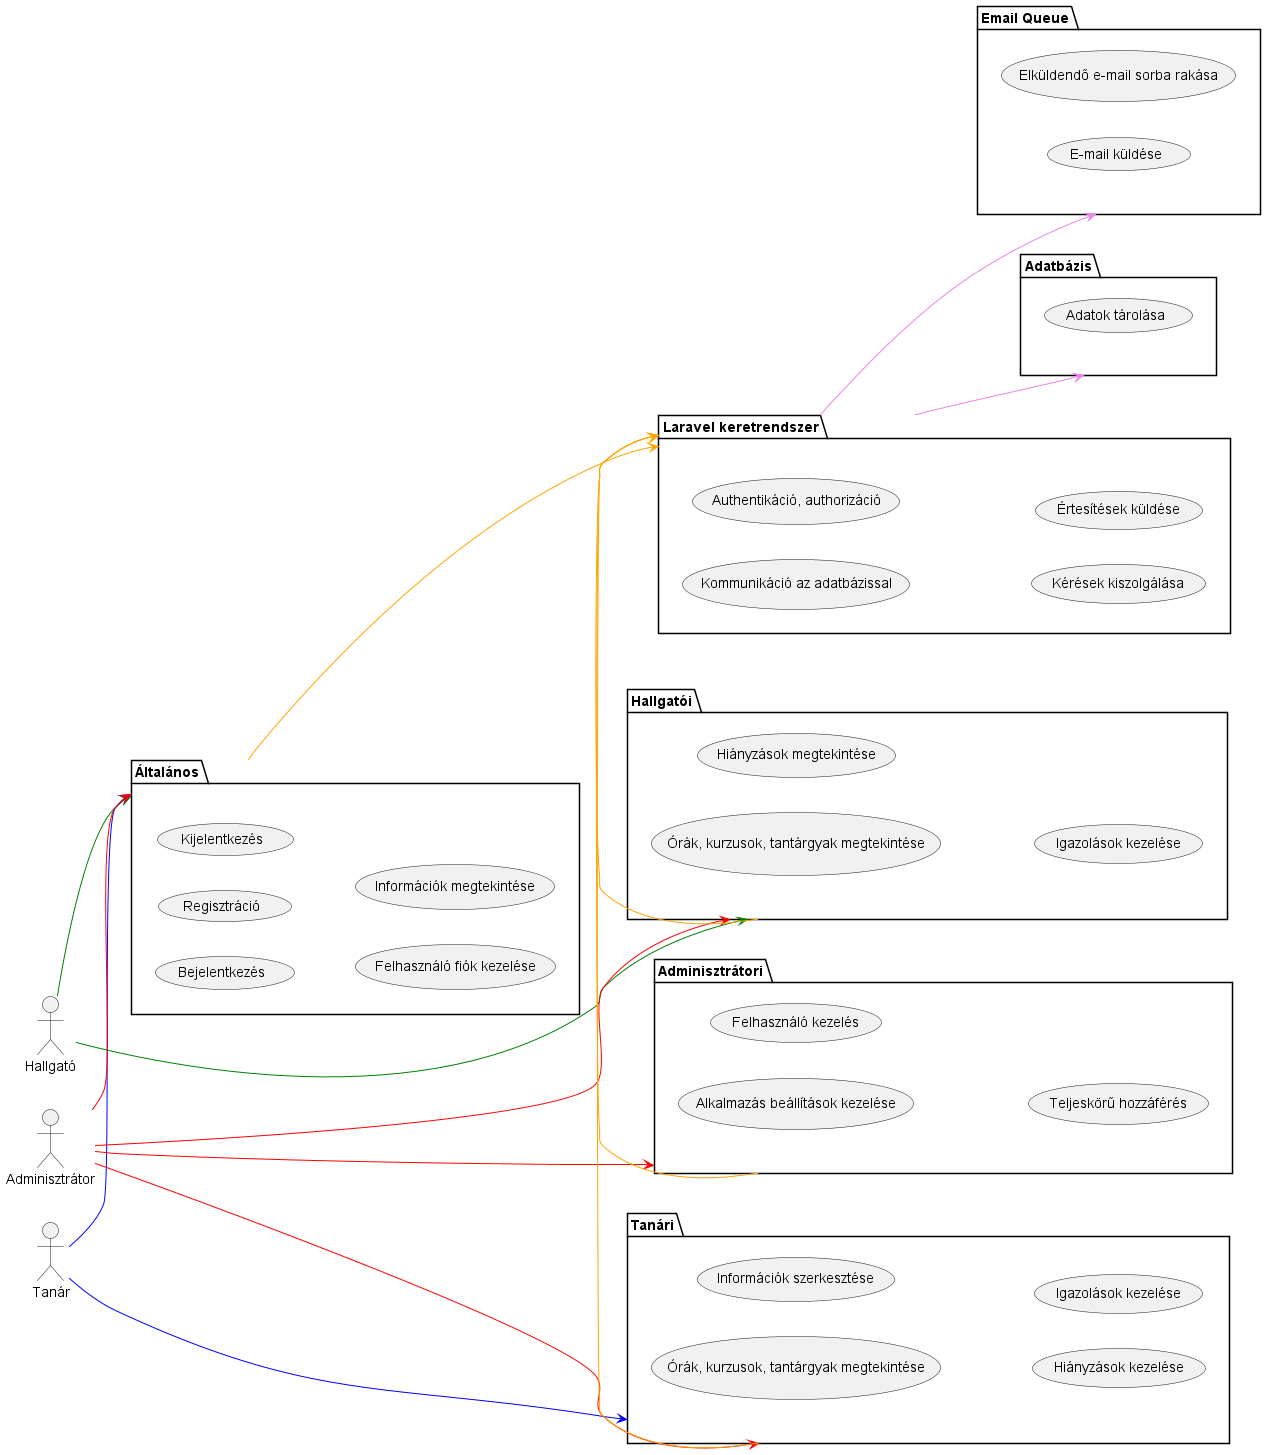 Email Queue
Elküldendő e-mail sorba rakása
E-mail küldése
Adatbázis
Adatok tárolása
Laravel keretrendszer
Authentikáció, authorizáció
Értesítések küldése
Kommunikáció az adatbázissal
Kérések kiszolgálása
Hallgatói
Hiányzások megtekintése
Órák, kurzusok, tantárgyak megtekintése
Igazolások kezelése
Általános
Kijelentkezés
Információk megtekintése
Regisztráció
Felhasználó fiók kezelése
Bejelentkezés
Adminisztrátori
Felhasználó kezelés
Alkalmazás beállítások kezelése
Teljeskörű hozzáférés
Hallgató
Adminisztrátor
Tanár
Tanári
Információk szerkesztése
Igazolások kezelése
Órák, kurzusok, tantárgyak megtekintése
Hiányzások kezelése